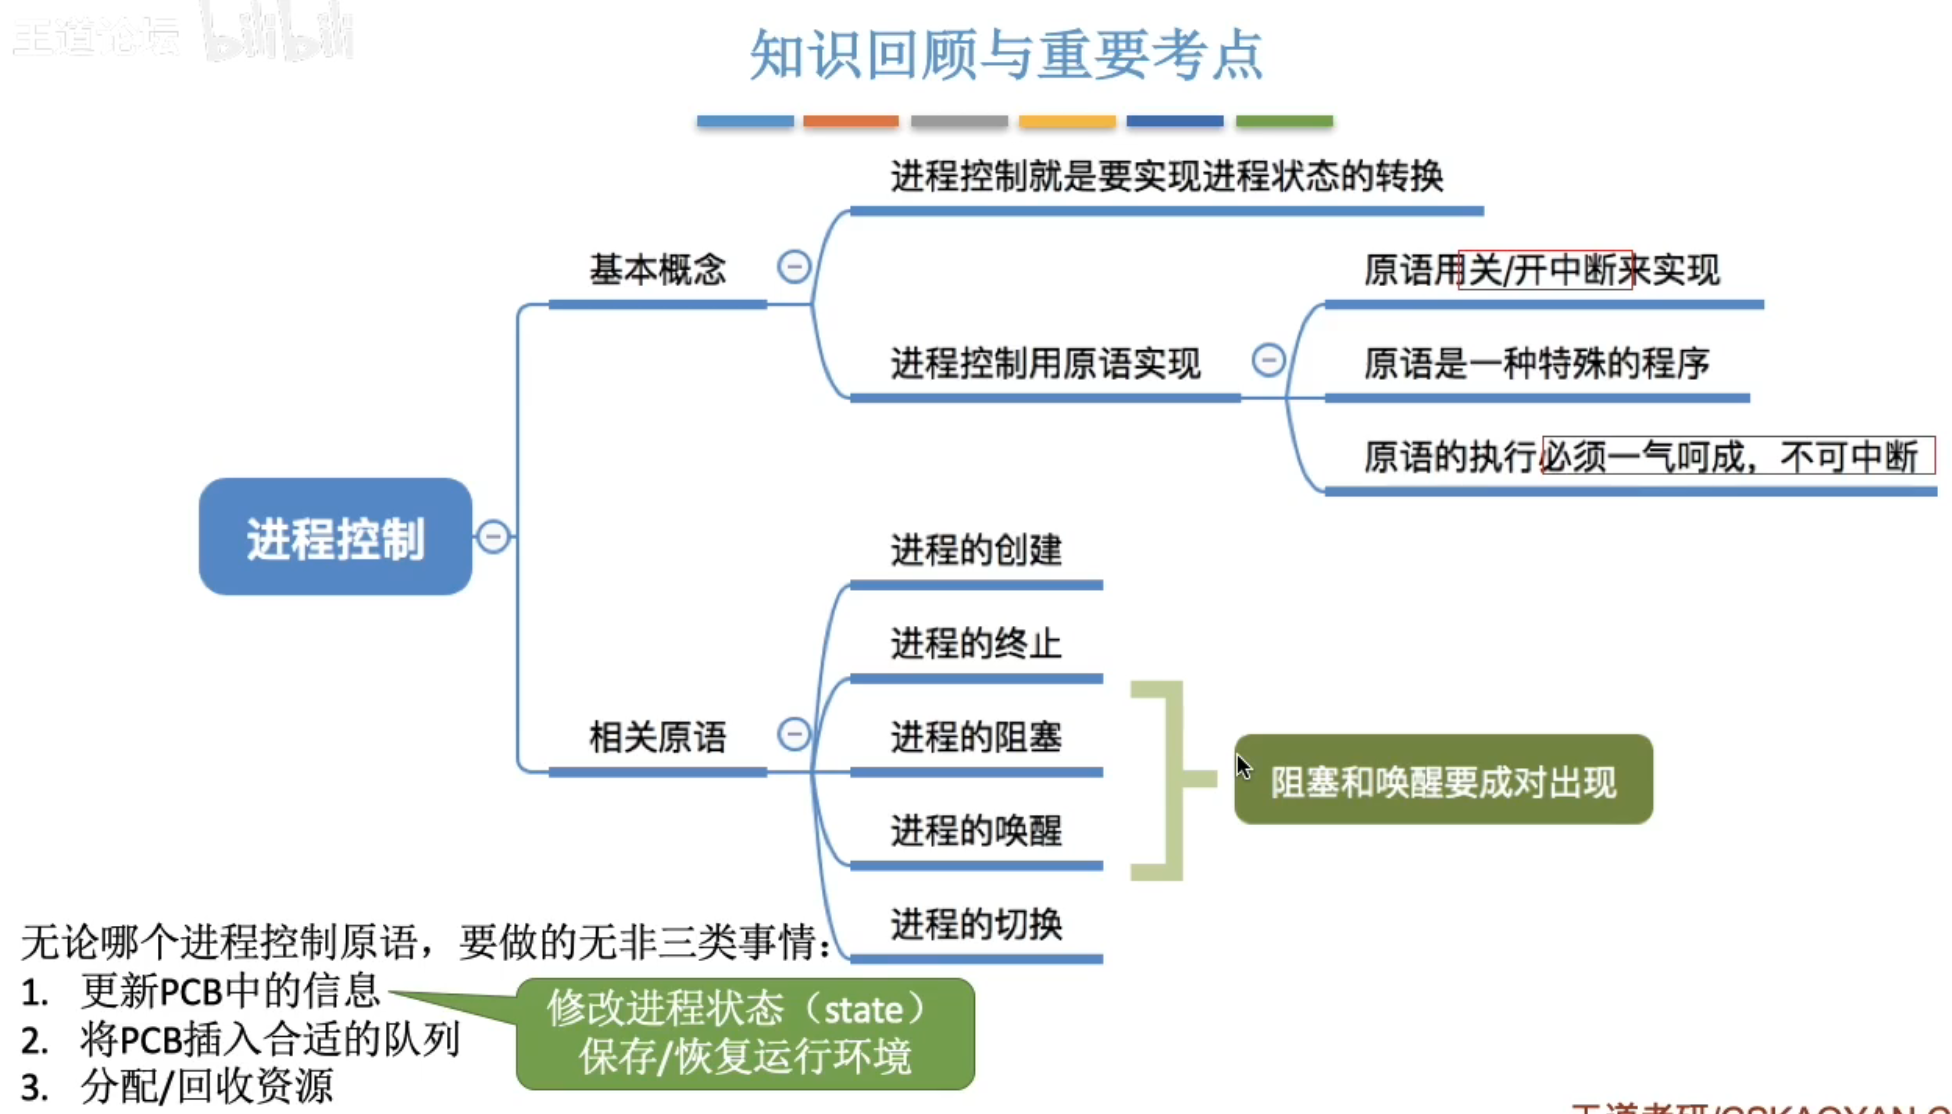 王道论坛 bilibili
知识回顾与重要考点
进程控制
基本概念
进程控制就是要实现进程状态的转换
进程控制用原语实现
原语用关/开中断来实现
原语是一种特殊的程序
原语的执行必须一气呵成，不可中断
相关原语
进程的创建
进程的终止
进程的阻塞
进程的唤醒
进程的切换
阻塞和唤醒要成对出现
无论哪个进程控制原语，要做的无非三类事情：
1. 更新PCB中的信息
2. 将PCB插入合适的队列
3. 分配/回收资源
修改进程状态（state）
保存/恢复运行环境